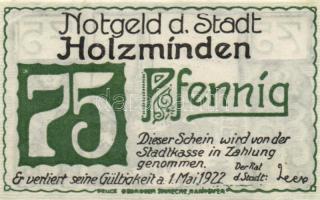 Notgeld d. Stadt
Holzminden
75 Pfennig
Dieser Schein wird von der
Stadtkasse in Zahlung
genommen. Der Rat
Er verliert seine Gültigkeit a. 1. Mai 1922 d. Stadt: